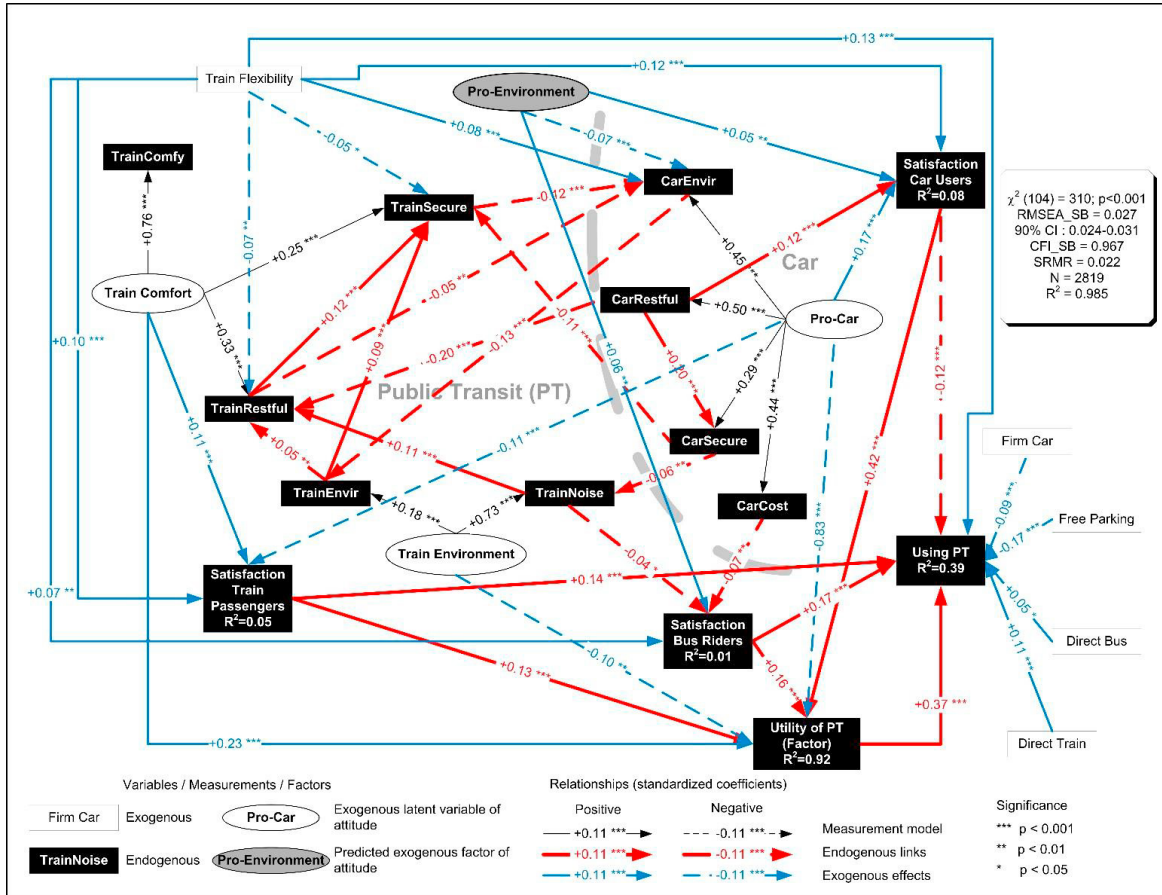 +0.13 ***
+0.12 ***
Train Flexibility
Pro-Environment
-0.05 *
+0.08 ***
-0.07 ***
+0.05 **
TrainComfy
TrainSecure
CarEnvir
Satisfaction
Car Users
R²=0.08
-0.12 ***
χ² (104) = 310; p<0.001
RMSEA_SB = 0.027
90% CI : 0.024-0.031
CFI_SB = 0.967
SRMR = 0.022
N = 2819
R² = 0.985
+0.76 ***
-0.07 **
+0.25 ***
+0.45 ***
+0.12 ***
+0.17 ***
Car
Train Comfort
-0.05 **
CarRestful
+0.50 ***
Pro-Car
+0.12 ***
-0.11 ***
-0.13 ***
+0.10 ***
+0.33 ***
+0.09 ***
-0.20 ***
+0.06 **
+0.20 ***
+0.29 ***
-0.12 ***
Public Transit (PT)
TrainRestful
+0.44 ***
+0.11 ***
-0.11 ***
CarSecure
Firm Car
+0.11 ***
+0.05 **
-0.06 **
+0.42 ***
TrainEnvir
TrainNoise
CarCost
-0.09 ***
+0.18 ***
+0.73 ***
-0.83 ***
Free Parking
-0.17 ***
Train Environment
Using PT
R²=0.39
-0.04 *
-0.07 **
Satisfaction
Train
Passengers
R²=0.05
+0.14 ***
+0.07 **
+0.17 ***
+0.05 *
Satisfaction
Bus Riders
R²=0.01
Direct Bus
-0.10 **
+0.11 ***
+0.13 ***
+0.16 ***
+0.37 ***
Utility of PT
(Factor)
R²=0.92
+0.23 ***
Direct Train
Variables / Measurements / Factors
Relationships (standardized coefficients)
Positive
Negative
Significance
Firm Car
Exogenous
Pro-Car
Exogenous latent variable of
attitude
+0.11 ***
-0.11 ***
Measurement model
*** p < 0.001
TrainNoise
Endogenous
Pro-Environment
Predicted exogenous factor of
attitude
+0.11 ***
-0.11 ***
Endogenous links
** p < 0.01
+0.11 ***
-0.11 ***
Exogenous effects
* p < 0.05